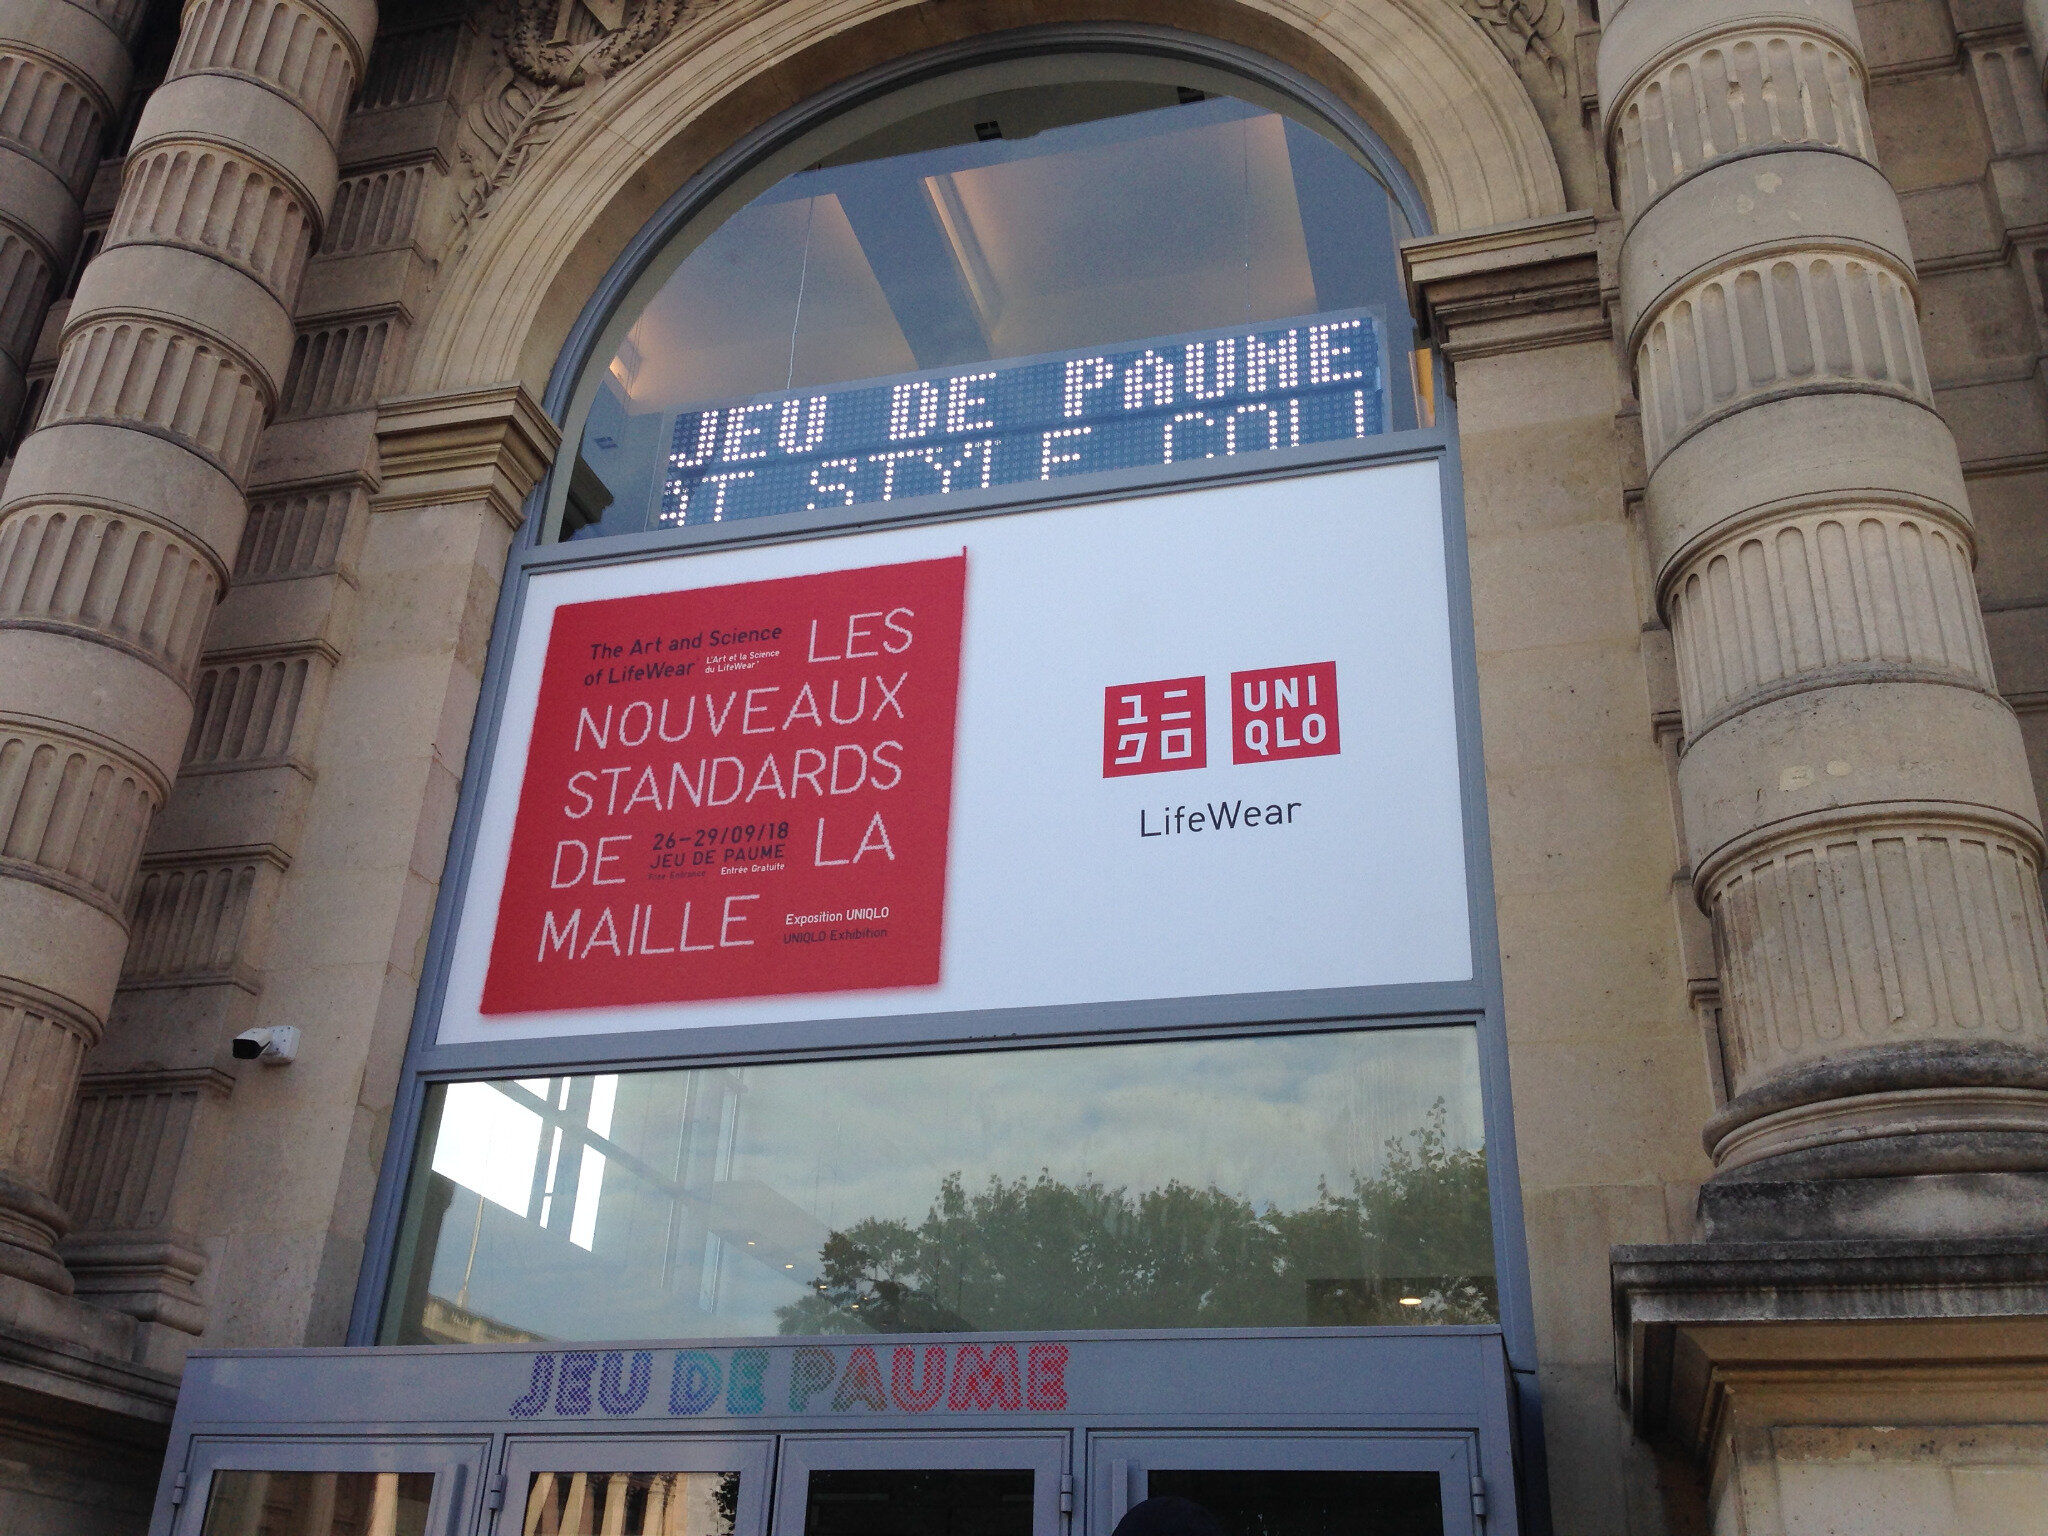 JEU DE PAUME
STYLE COLL
The Art and Science
of LifeWear
L'Art et la Science
du LifeWear
LES
NOUVEAUX
STANDARDS
DE
26–29/09/18
JEU DE PAUME
Free Entrance Entrée Gratuite
LA
MAILLE
Exposition UNIQLO
UNIQLO Exhibition
ユニ
クロ
UNI
QLO
LifeWear
JEU DE PAUME